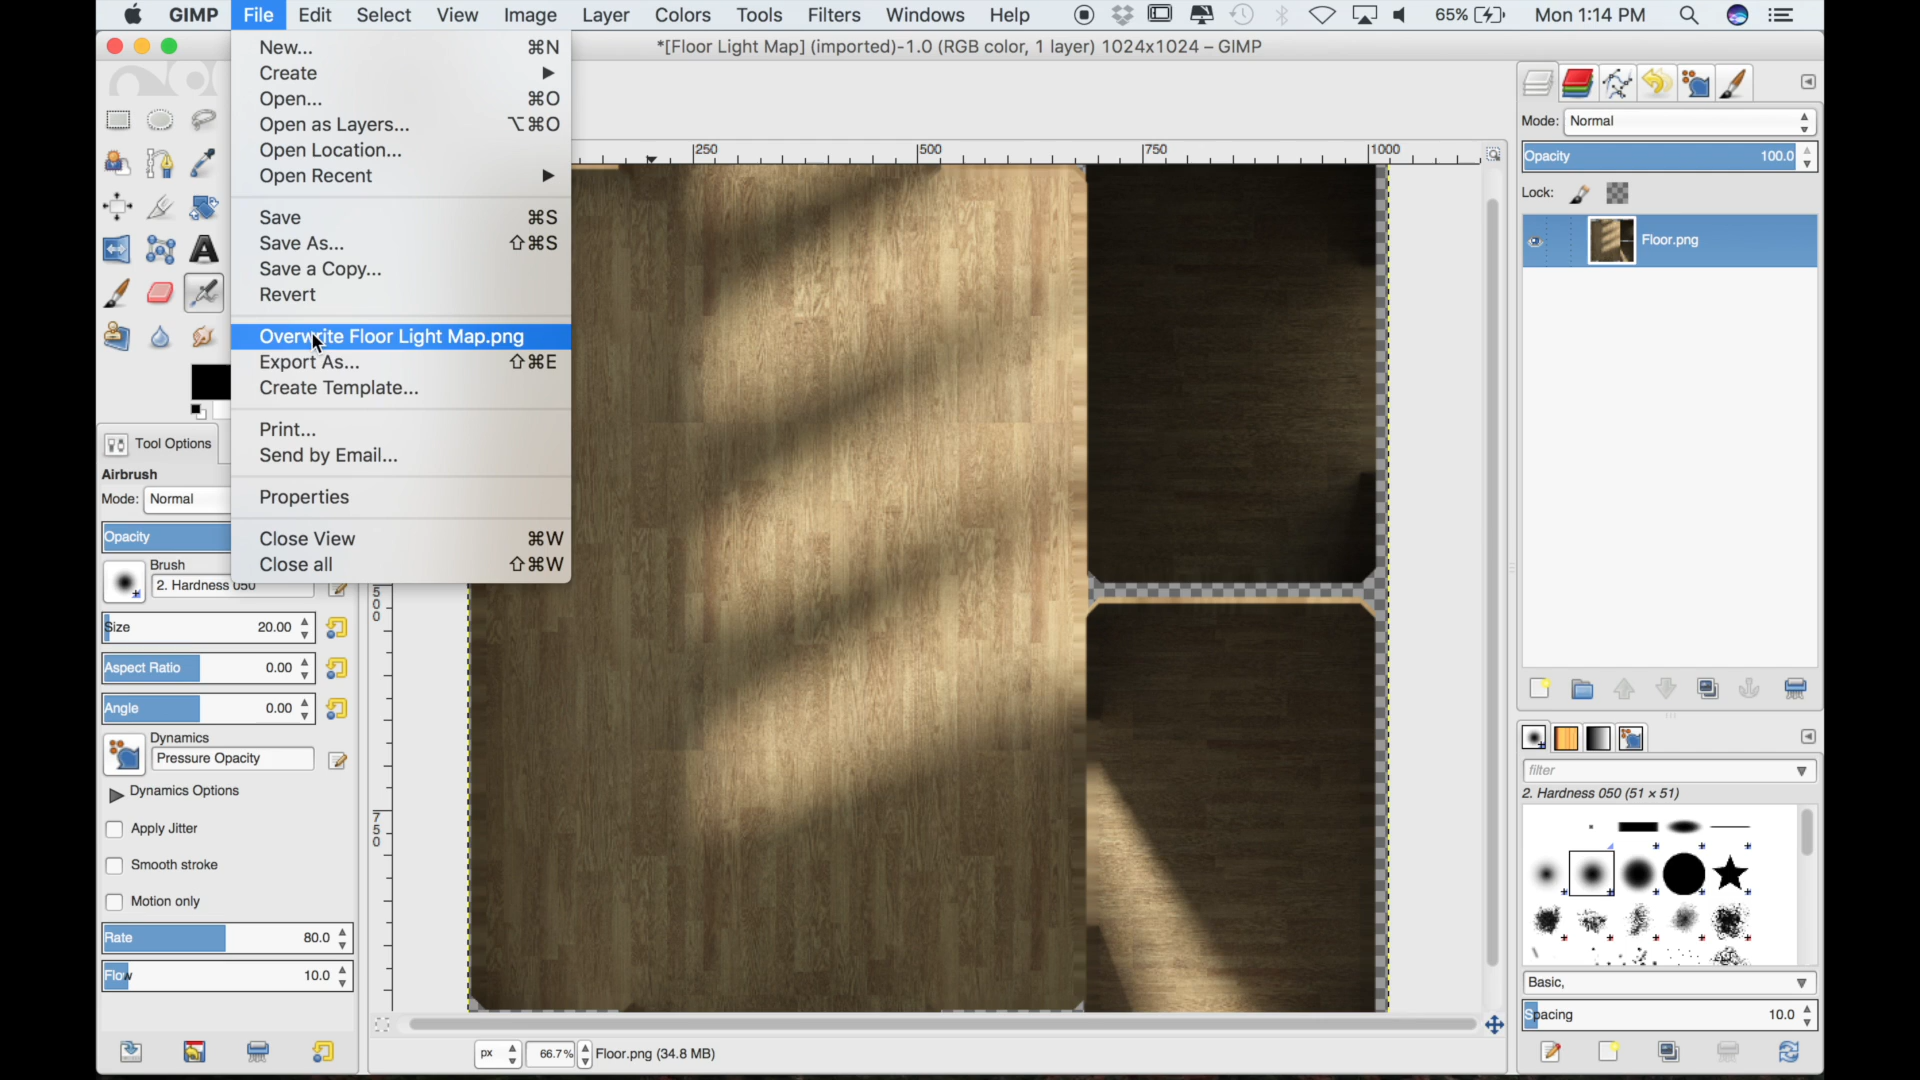 GIMP File Edit Select View Image Layer Colors Tools Filters Windows Help 65% Mon 1:14 PM
*[Floor Light Map] (imported)-1.0 (RGB color, 1 layer) 1024x1024 – GIMP
New... ⌘N
Create
Open... ⌘O
Open as Layers... ⌥⌘O
Open Location...
Open Recent
Save ⌘S
Save As... ⇧⌘S
Save a Copy...
Revert
Overwrite Floor Light Map.png
Export As... ⇧⌘E
Create Template...
Print...
Send by Email...
Properties
Close View ⌘W
Close all ⇧⌘W
250 500 750 1000
500
750
Tool Options
Airbrush
Mode: Normal
Opacity
Brush
2. Hardness 050
Size 20.00
Aspect Ratio 0.00
Angle 0.00
Dynamics
Pressure Opacity
Dynamics Options
Apply Jitter
Smooth stroke
Motion only
Rate 80.0
Flow 10.0
px 66.7% Floor.png (34.8 MB)
Mode: Normal
Opacity 100.0
Lock:
Floor.png
filter
2. Hardness 050 (51 × 51)
Basic,
Spacing 10.0